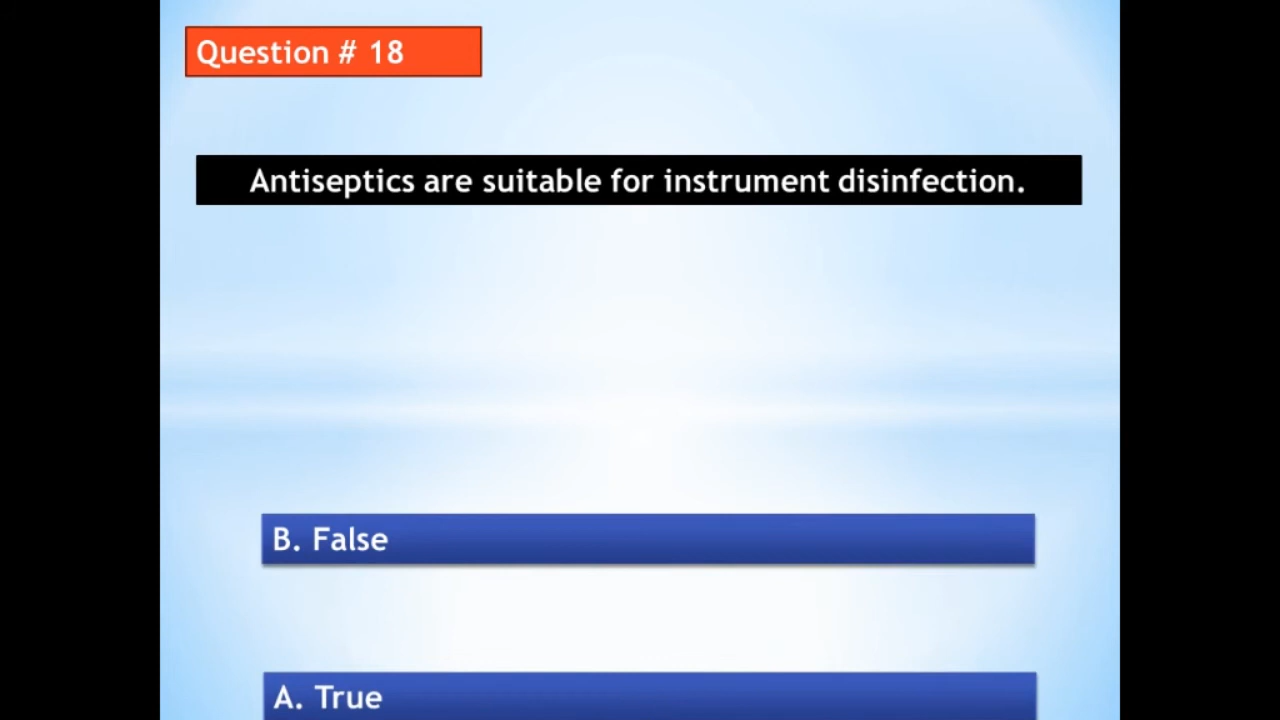 Question # 18
Antiseptics are suitable for instrument disinfection.
B. False
A. True